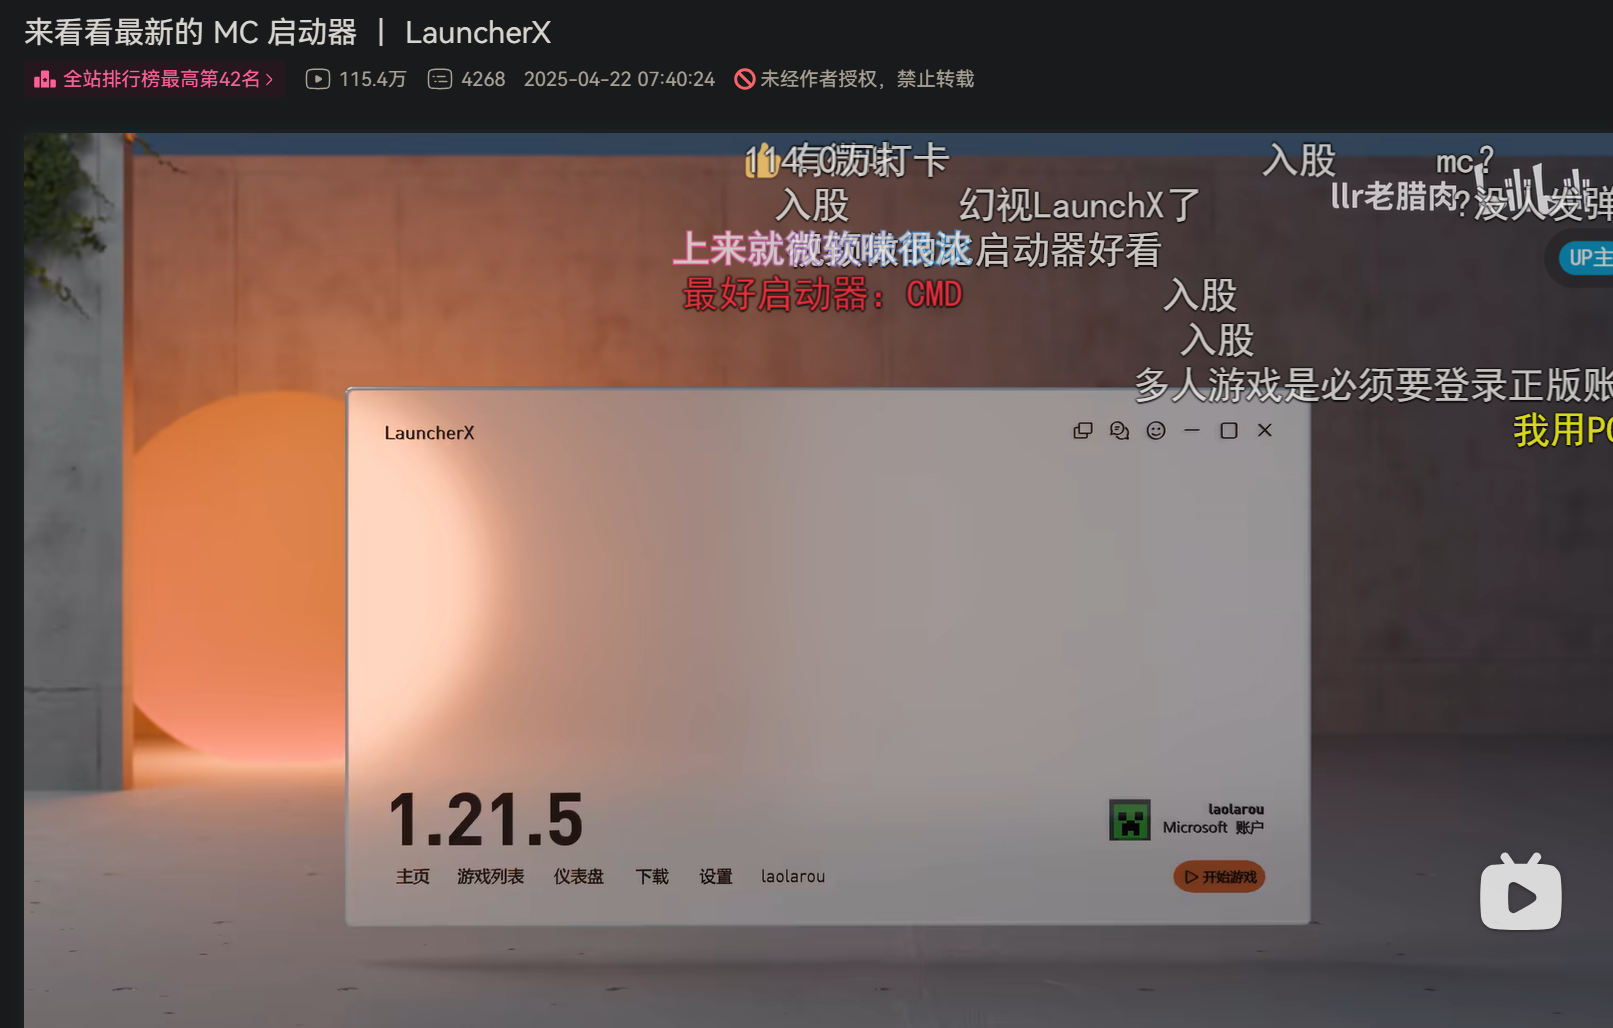 来看看最新的 MC 启动器 | LauncherX
全站排行榜最高第42名 >
115.4万
4268
2025-04-22 07:40:24
未经作者授权，禁止转载
打卡
入股
mc?
入股
幻视LaunchX了
llr老腊肉
?没人发弹
上来就微软味很浓
启动器好看
UP主
最好启动器：CMD
入股
入股
多人游戏是必须要登录正版账
我用PC
LauncherX
1.21.5
laolarou
Microsoft 账户
主页 游戏列表 仪表盘 下载 设置 laolarou
开始游戏